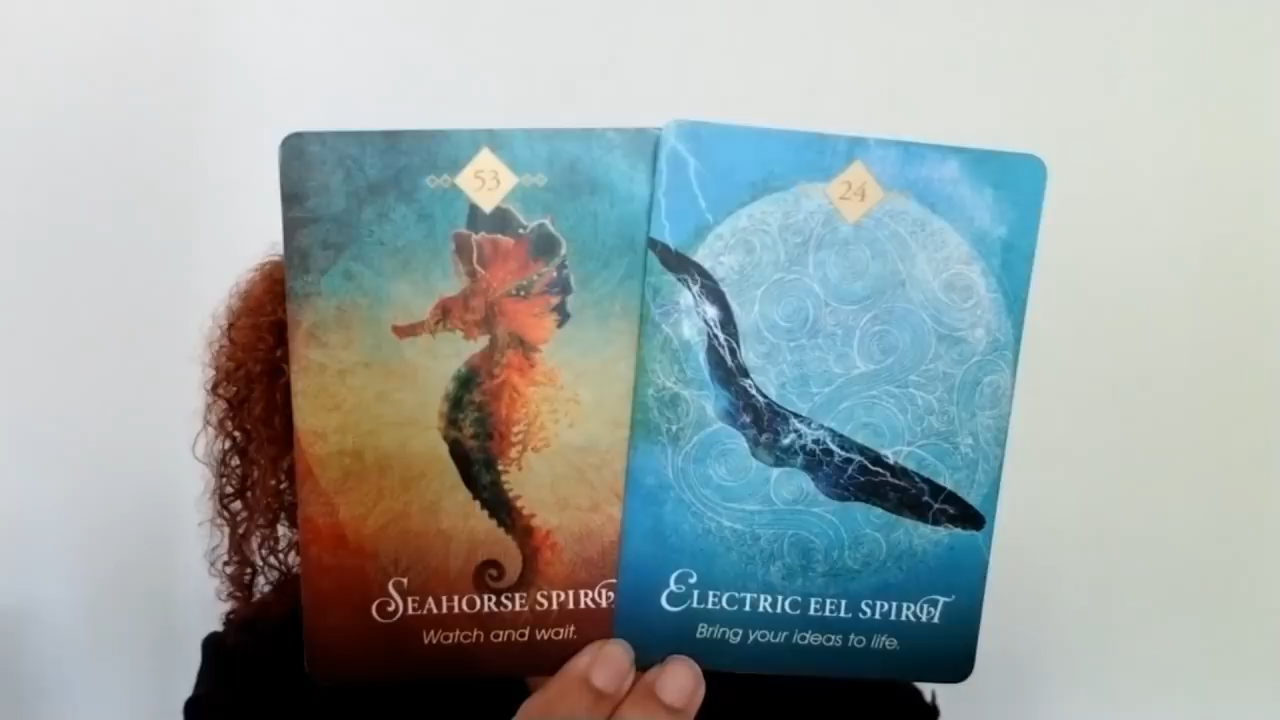 53
SEAHORSE SPIRIT
Watch and wait.
24
ELECTRIC EEL SPIRIT
Bring your ideas to life.